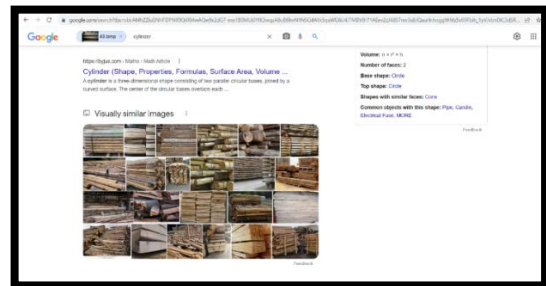 Google
cylinder
https://byjus.com › Maths › Math Article
Cylinder (Shape, Properties, Formulas, Surface Area, Volume ...
A cylinder is a three-dimensional shape consisting of two parallel circular bases, joined by a
curved surface. The center of the circular bases overlaps each ...
Visually similar images
Feedback
Volume: π × r² × h
Number of faces: 2
Base shape: Circle
Top shape: Circle
Shapes with similar faces: Cone
Common objects with this shape: Pipe, Candle,
Electrical Fuse,
Feedback